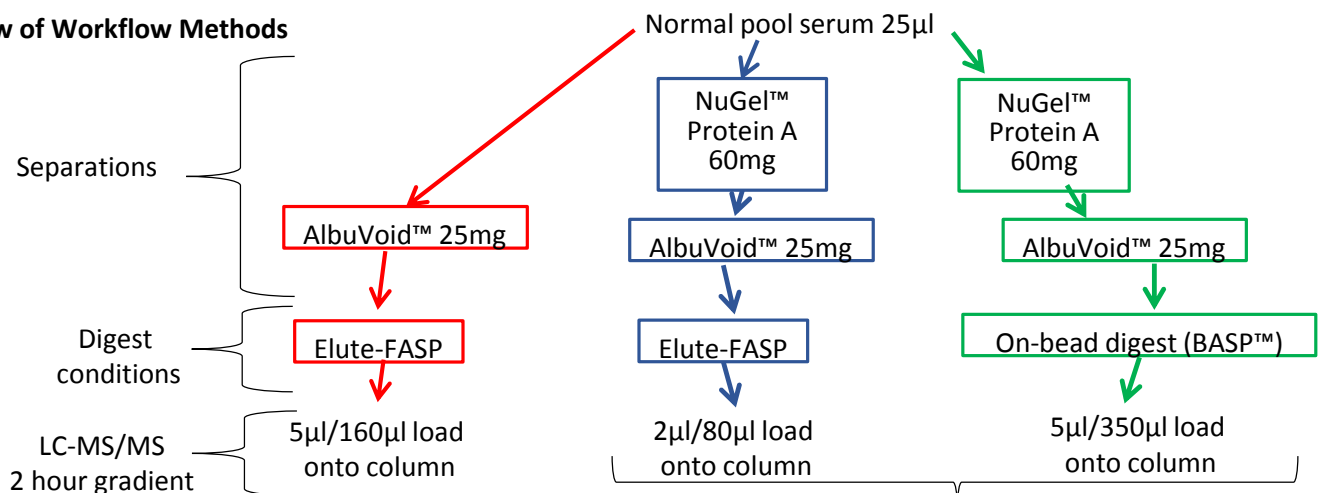 w of Workflow Methods
Normal pool serum 25µl
Separations
NuGel™
Protein A
60mg
NuGel™
Protein A
60mg
AlbuVoid™ 25mg
AlbuVoid™ 25mg
AlbuVoid™ 25mg
Digest
conditions
Elute-FASP
Elute-FASP
On-bead digest (BASP™)
LC-MS/MS
2 hour gradient
5µl/160µl load
onto column
2µl/80µl load
onto column
5µl/350µl load
onto column